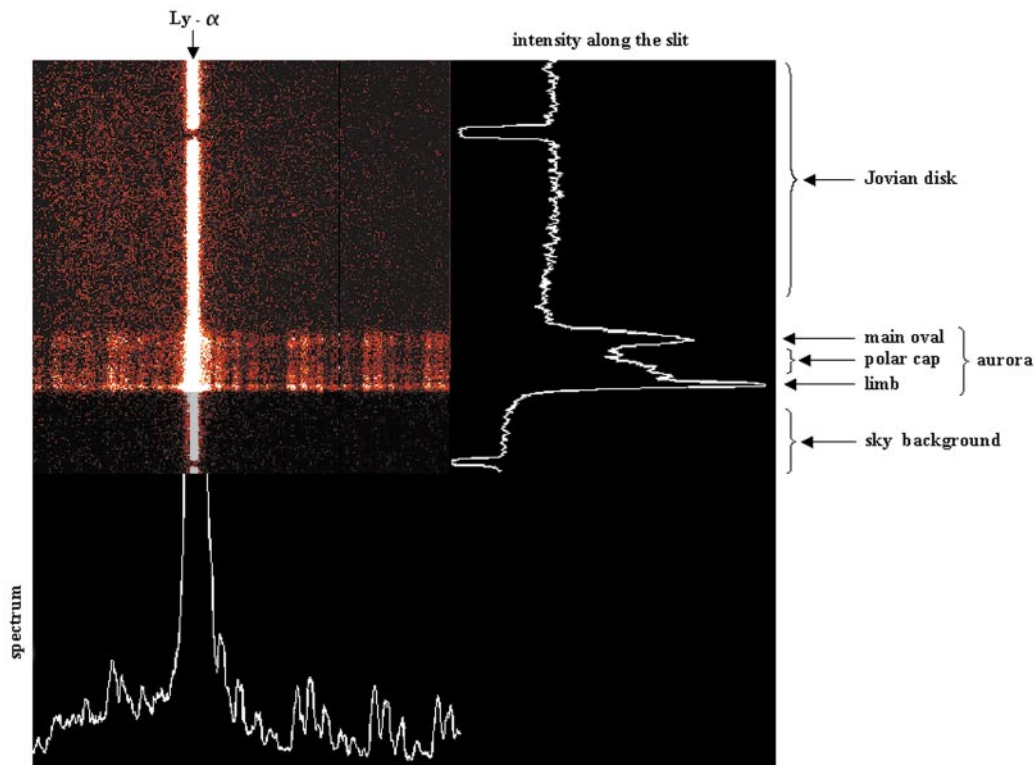 Ly - α
intensity along the slit
Jovian disk
main oval
polar cap
aurora
limb
sky background
spectrum